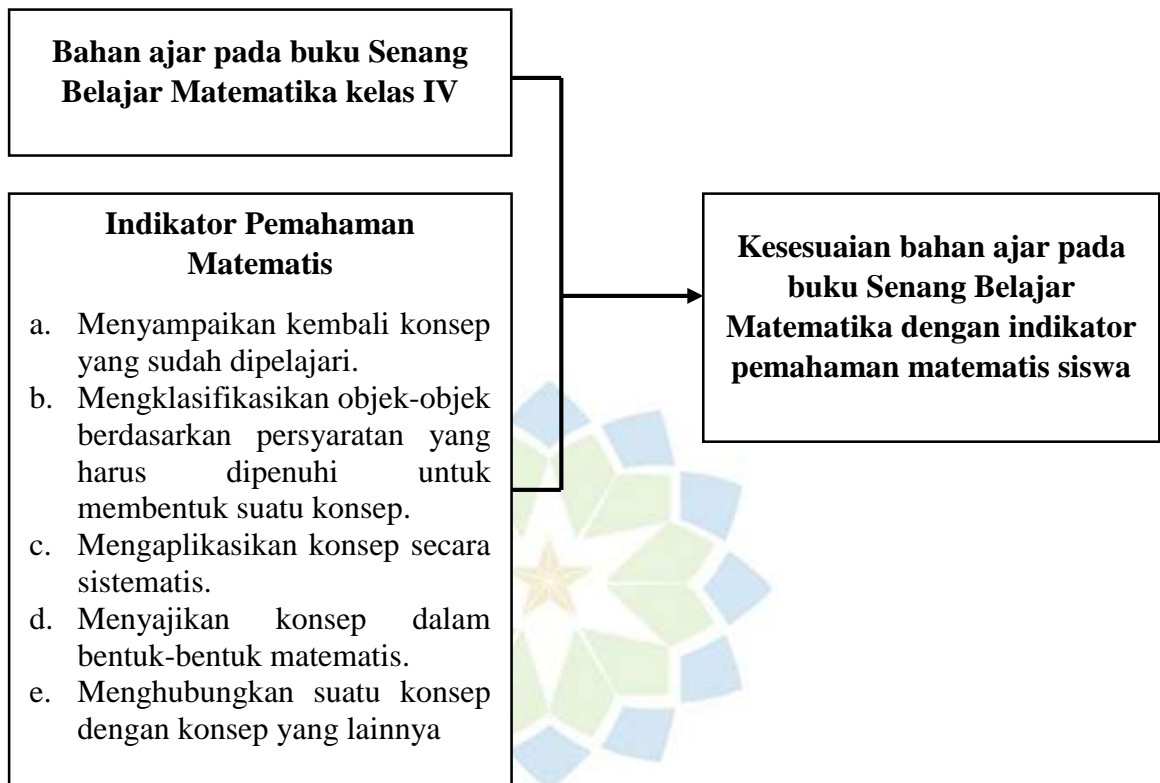 Bahan ajar pada buku Senang
Belajar Matematika kelas IV
Indikator Pemahaman
Matematis
a. Menyampaikan kembali konsep
yang sudah dipelajari.
b. Mengklasifikasikan objek-objek
berdasarkan persyaratan yang
harus dipenuhi untuk
membentuk suatu konsep.
c. Mengaplikasikan konsep secara
sistematis.
d. Menyajikan konsep dalam
bentuk-bentuk matematis.
e. Menghubungkan suatu konsep
dengan konsep yang lainnya
Kesesuaian bahan ajar pada
buku Senang Belajar
Matematika dengan indikator
pemahaman matematis siswa